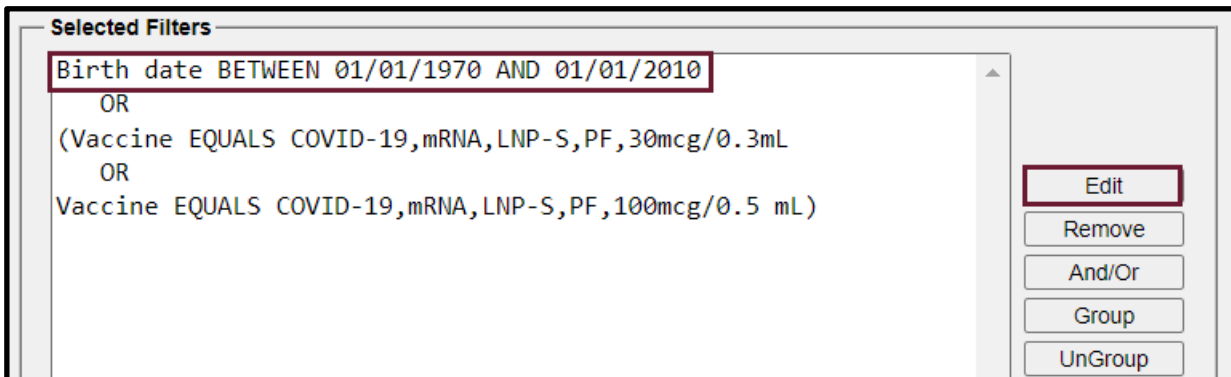 Selected Filters
Birth date BETWEEN 01/01/1970 AND 01/01/2010
OR
(Vaccine EQUALS COVID-19,mRNA,LNP-S,PF,30mcg/0.3mL
OR
Vaccine EQUALS COVID-19,mRNA,LNP-S,PF,100mcg/0.5 mL)
Edit
Remove
And/Or
Group
UnGroup